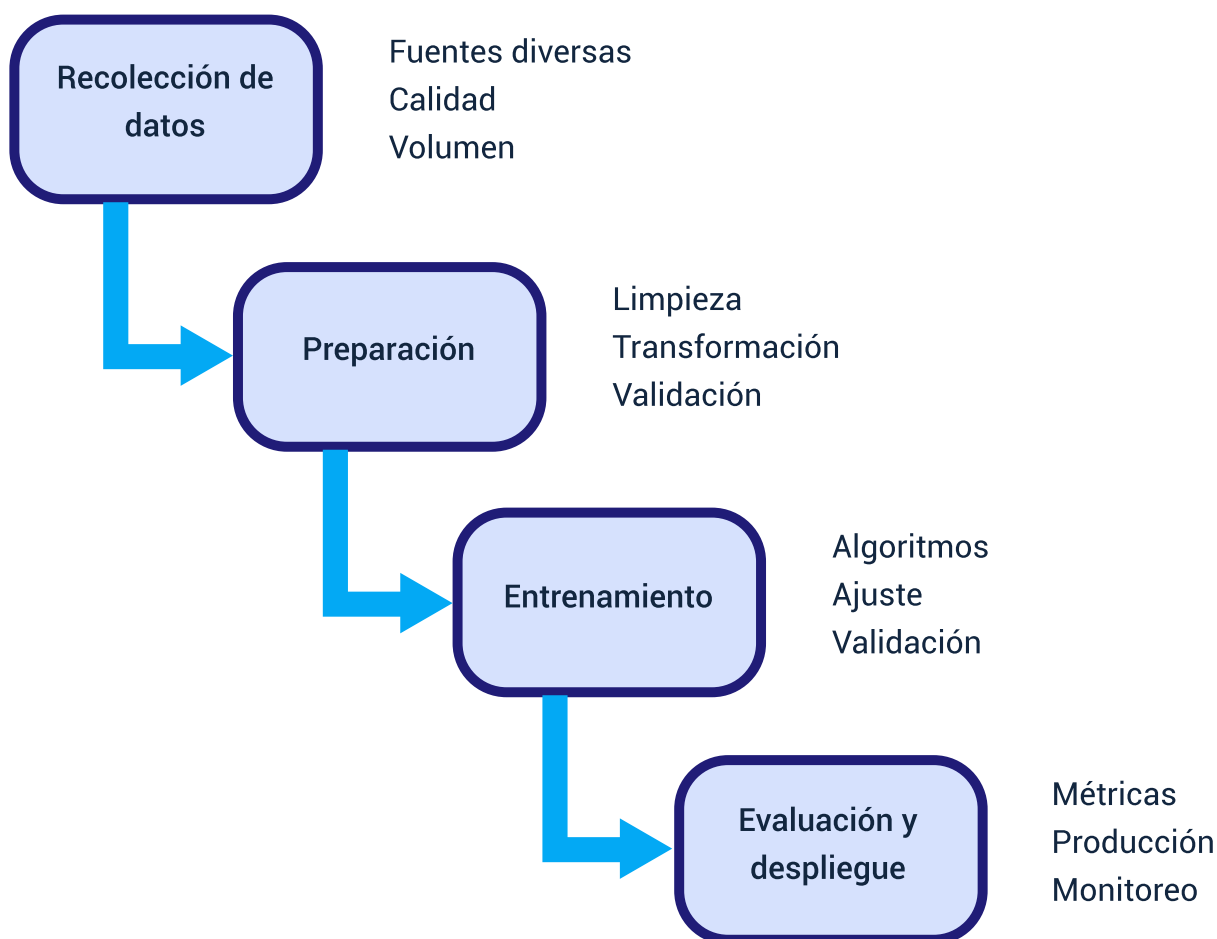 Recolección de
datos
Fuentes diversas
Calidad
Volumen
Preparación
Limpieza
Transformación
Validación
Entrenamiento
Algoritmos
Ajuste
Validación
Evaluación y
despliegue
Métricas
Producción
Monitoreo